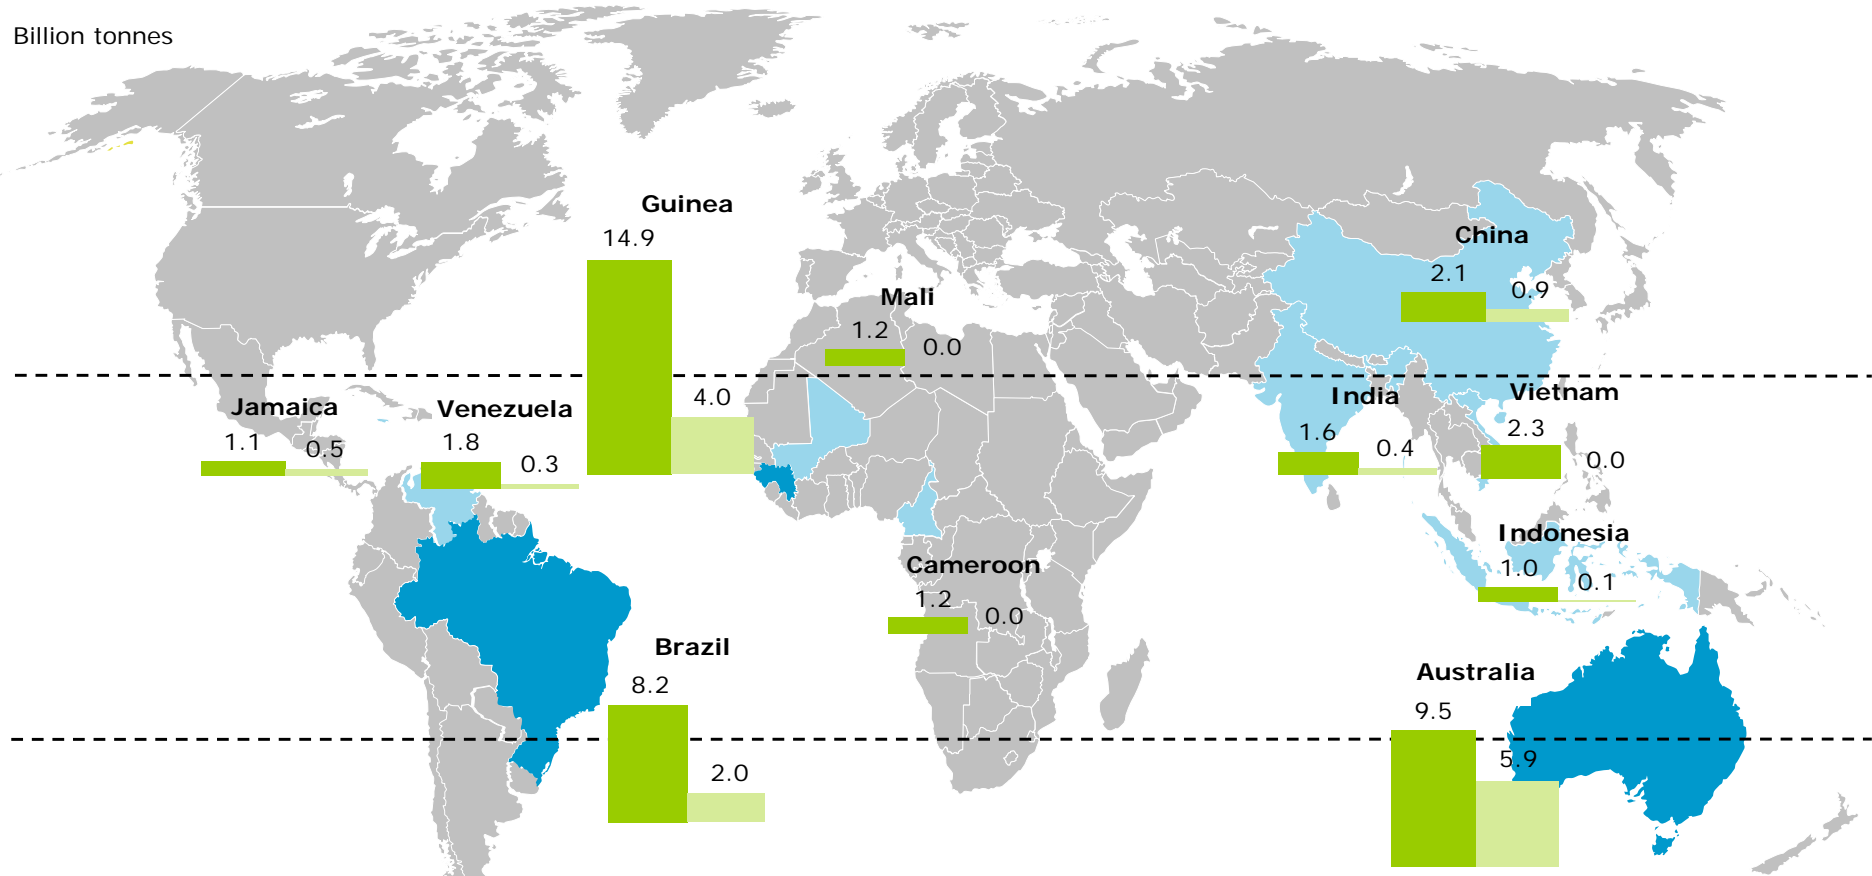 Billion tonnes
Guinea
14.9
4.0
China
2.1
0.9
Mali
1.2
0.0
Jamaica
1.1
0.5
Venezuela
1.8
0.3
India
1.6
0.4
Vietnam
2.3
0.0
Indonesia
1.0
0.1
Cameroon
1.2
0.0
Brazil
8.2
2.0
Australia
9.5
5.9